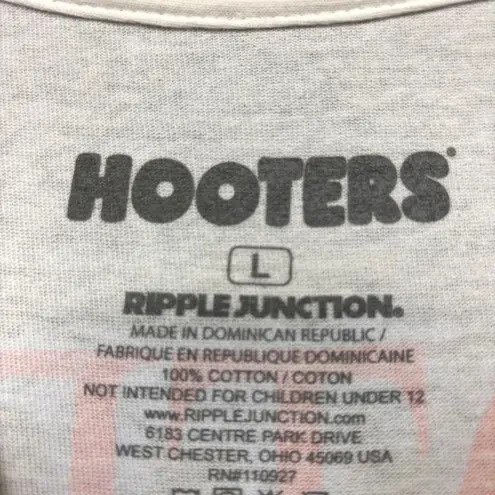 HOOTERS
L
RIPPLE JUNCTION®
MADE IN DOMINICAN REPUBLIC /
FABRIQUE EN REPUBLIQUE DOMINICAINE
100% COTTON / COTON
NOT INTENDED FOR CHILDREN UNDER 12
www.RIPPLEJUNCTION.com
6183 CENTRE PARK DRIVE
WEST CHESTER, OHIO 45069 USA
RN#110927